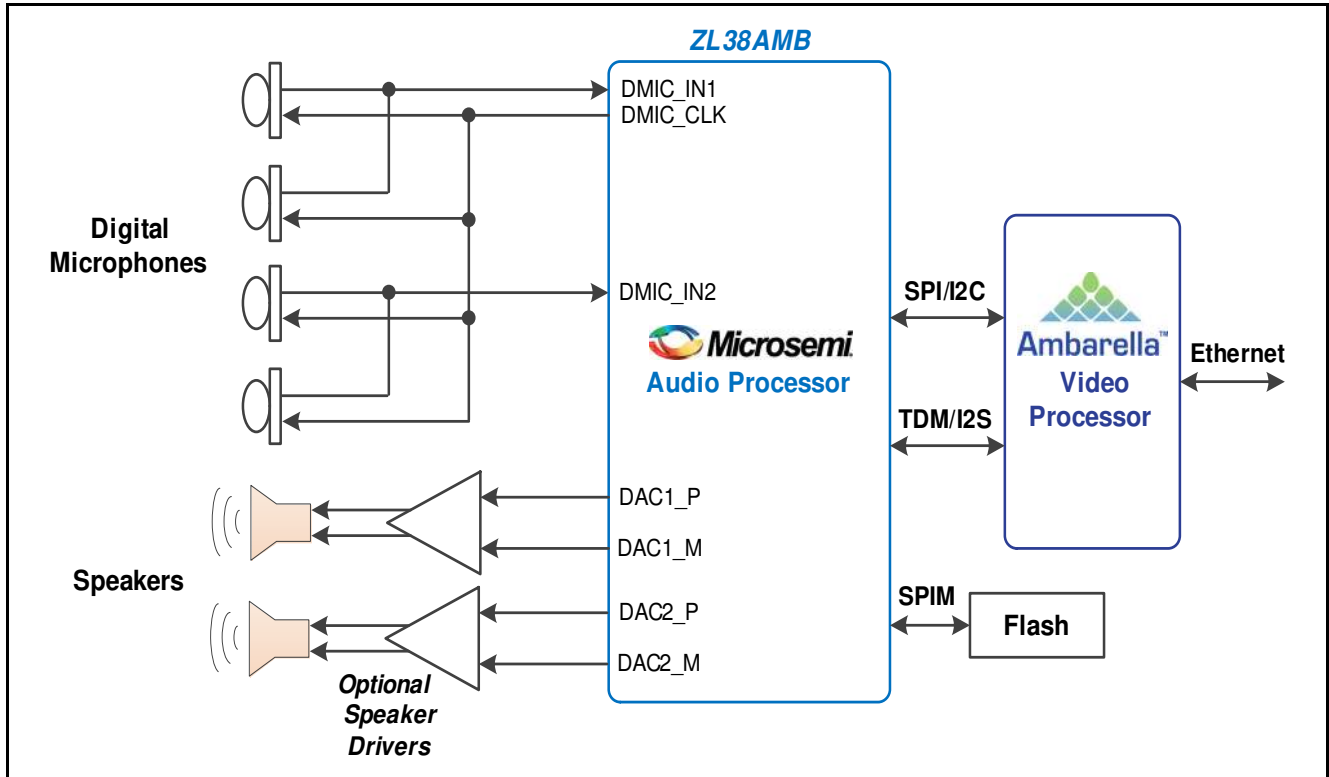 ZL38AMB
DMIC_IN1
DMIC_CLK
Digital
Microphones
DMIC_IN2
Microsemi.
Audio Processor
SPI/I2C
TDM/I2S
Ambarella™
Video
Processor
Ethernet
DAC1_P
DAC1_M
Speakers
DAC2_P
DAC2_M
Optional
Speaker
Drivers
SPIM
Flash